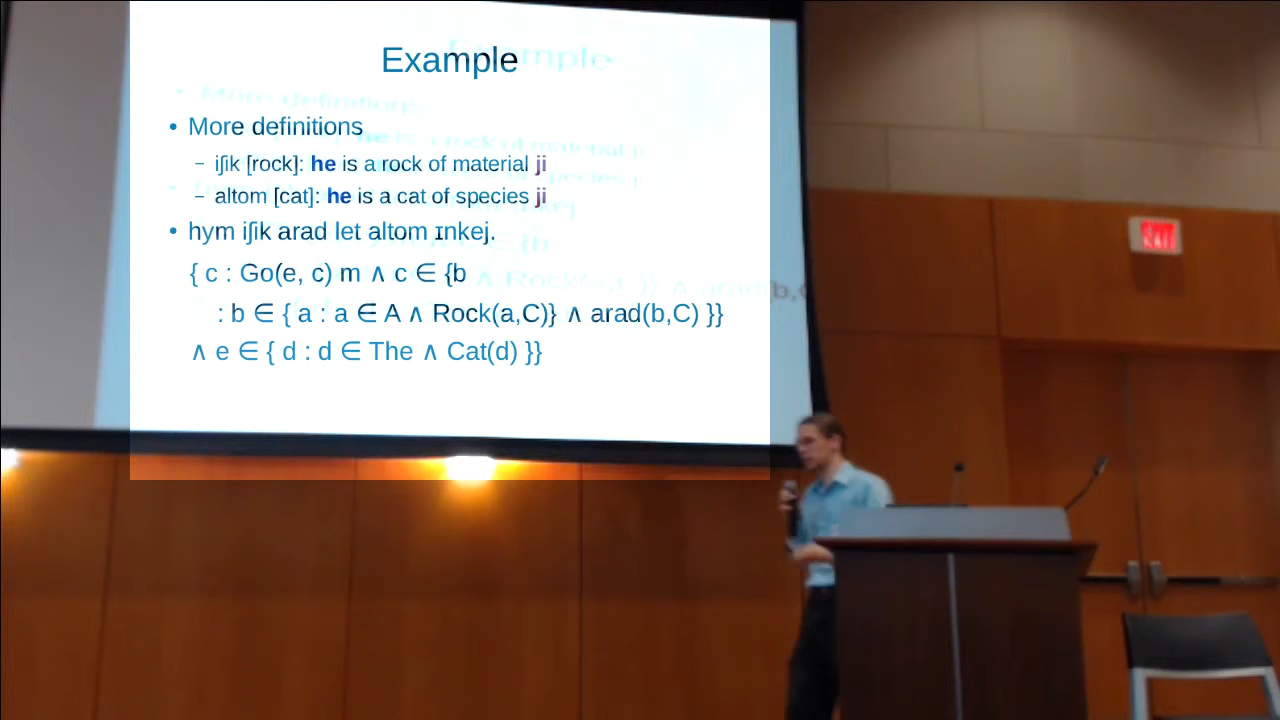 Example
• More definitions
– iʃik [rock]: he is a rock of material ji
– altom [cat]: he is a cat of species ji
• hym iʃik arad let altom ɪnkej.
{ c : Go(e, c) m ∧ c ∈ {b
: b ∈ { a : a ∈ A ∧ Rock(a,C)} ∧ arad(b,C) }}
∧ e ∈ { d : d ∈ The ∧ Cat(d) }}
Exit